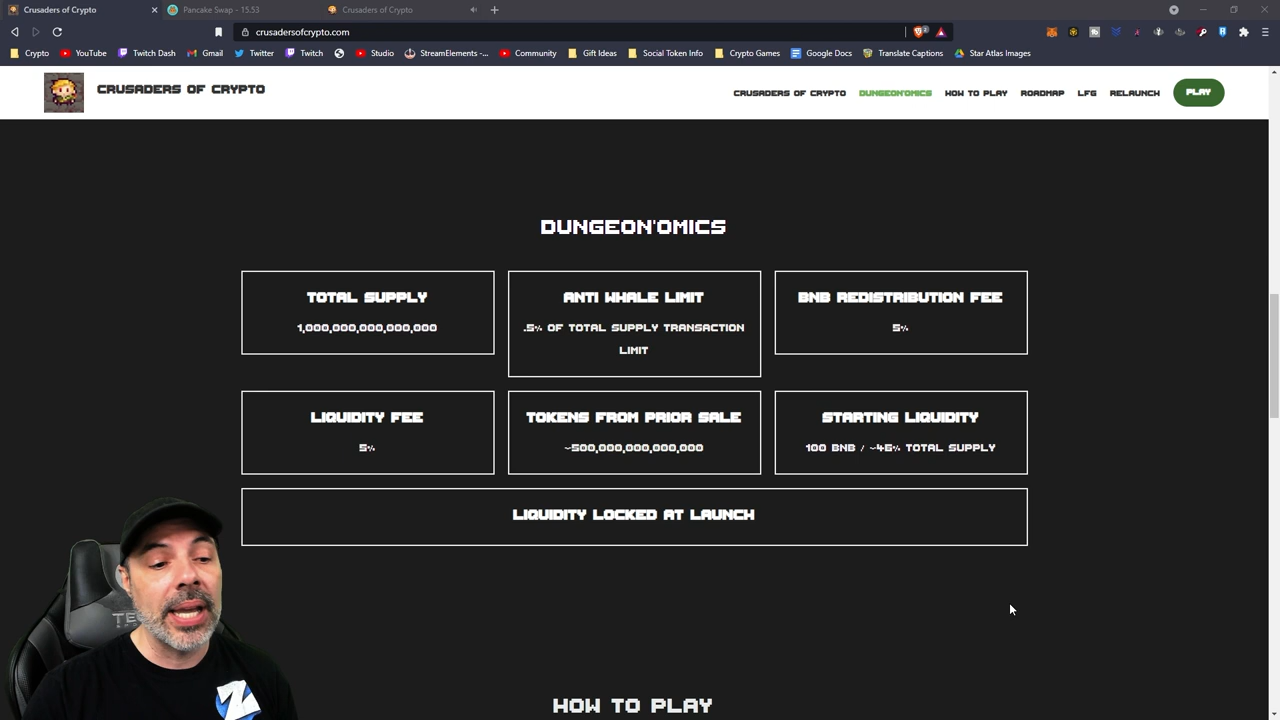 Crusaders of Crypto
Pancake Swap - 15.53
Crusaders of Crypto
crusadersofcrypto.com
2
Crypto
YouTube
Twitch Dash
Gmail
Twitter
Twitch
Studio
StreamElements -...
Community
Gift Ideas
Social Token Info
Crypto Games
Google Docs
Translate Captions
Star Atlas Images
CRUSADERS OF CRYPTO
CRUSADERS OF CRYPTO
DUNGEON'OMICS
HOW TO PLAY
ROADMAP
LFG
RELAUNCH
PLAY
DUNGEON'OMICS
TOTAL SUPPLY
1,000,000,000,000,000
ANTI WHALE LIMIT
.5% OF TOTAL SUPPLY TRANSACTION
LIMIT
BNB REDISTRIBUTION FEE
5%
LIQUIDITY FEE
5%
TOKENS FROM PRIOR SALE
~500,000,000,000,000
STARTING LIQUIDITY
100 BNB / ~46% TOTAL SUPPLY
LIQUIDITY LOCKED AT LAUNCH
HOW TO PLAY